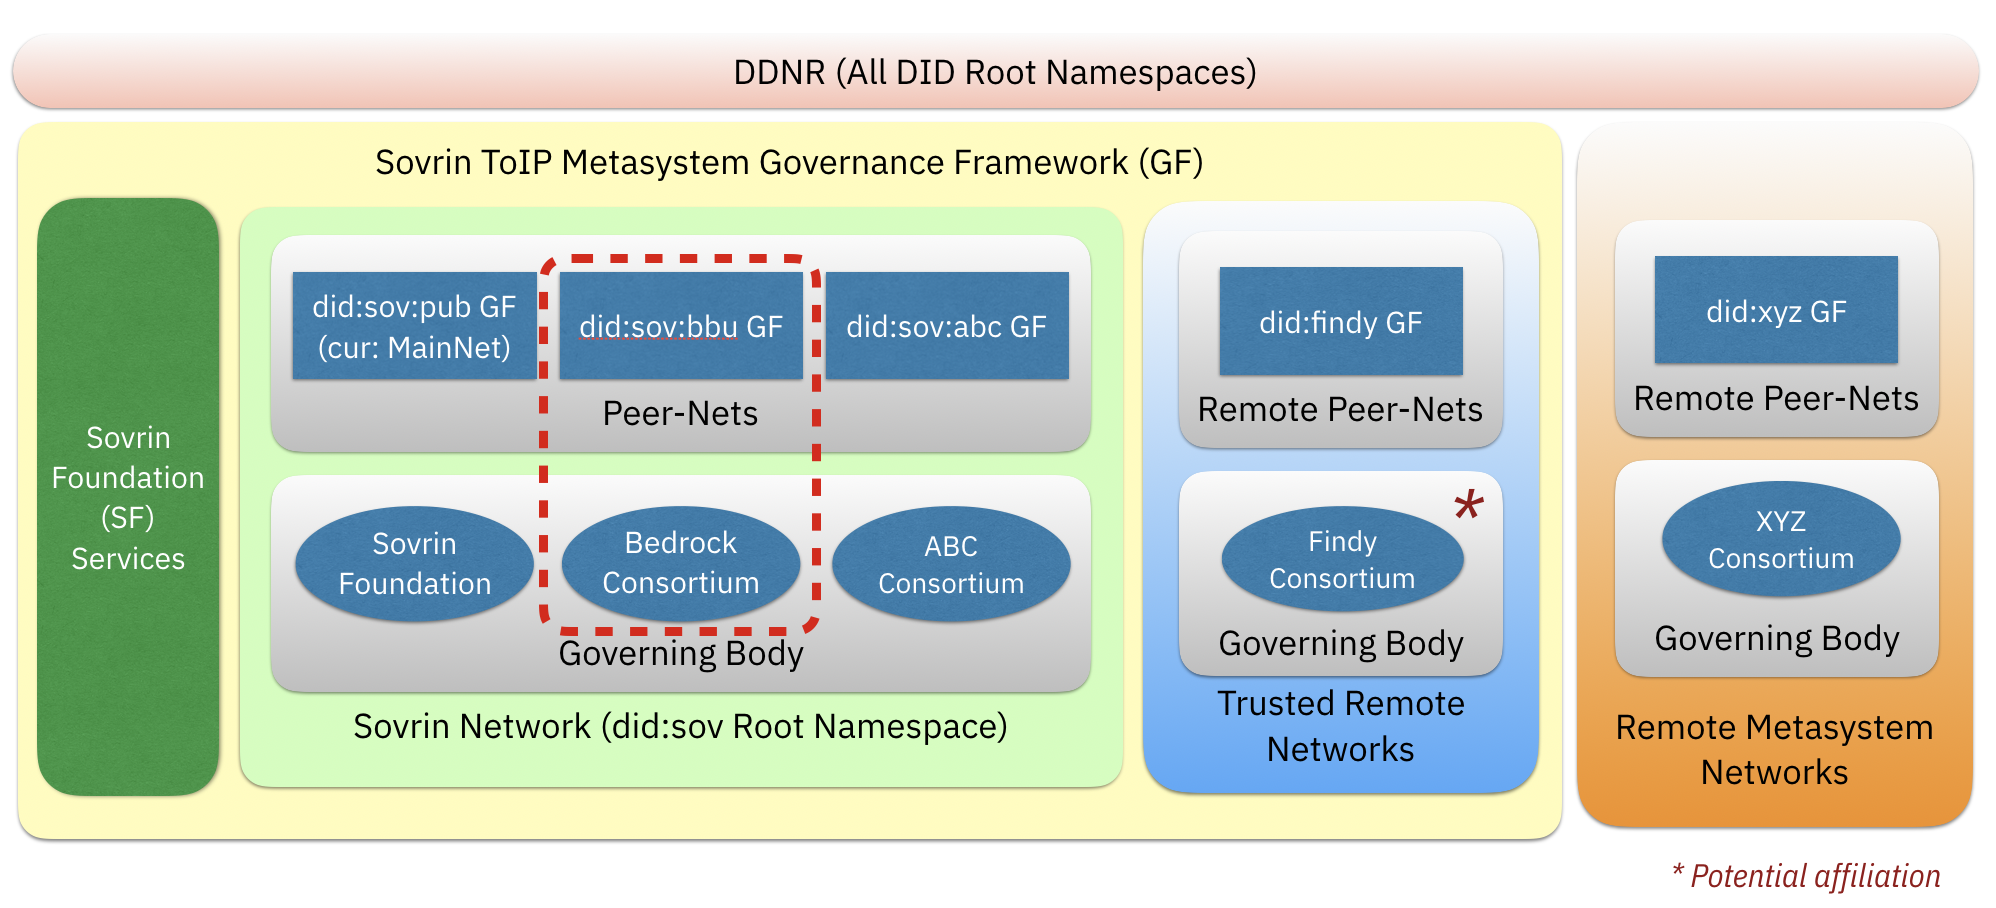 DDNR (All DID Root Namespaces)
Sovrin ToIP Metasystem Governance Framework (GF)
Sovrin
Foundation
(SF)
Services
did:sov:pub GF
(cur: MainNet)
did:sov:bbu GF
did:sov:abc GF
Peer-Nets
Sovrin
Foundation
Bedrock
Consortium
ABC
Consortium
Governing Body
Sovrin Network (did:sov Root Namespace)
did:findy GF
Remote Peer-Nets
*
Findy
Consortium
Governing Body
Trusted Remote
Networks
did:xyz GF
Remote Peer-Nets
XYZ
Consortium
Governing Body
Remote Metasystem
Networks
* Potential affiliation